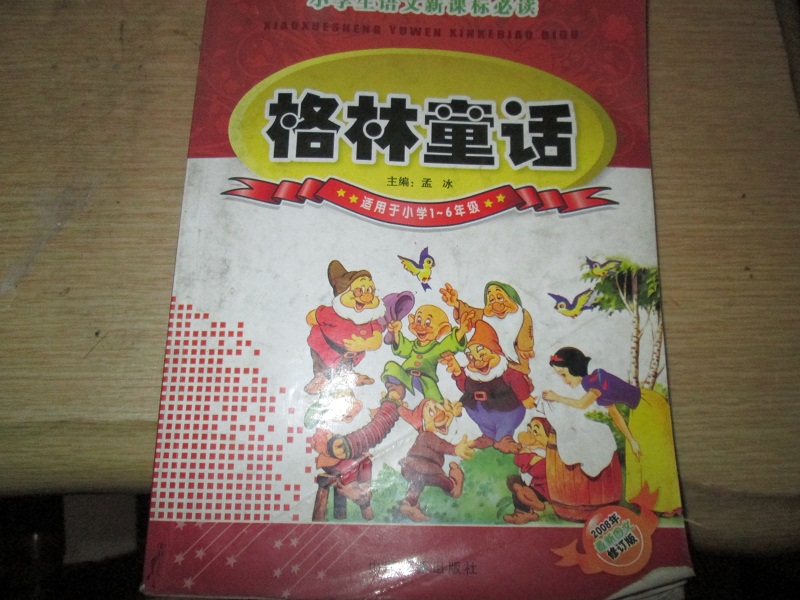 小学生语文新课标必读
XIAOXUESHENG YUWEN XINKEBIAO BIDU
格林童话
主编：孟 冰
适用于小学1~6年级
2008年
修订版
出版社